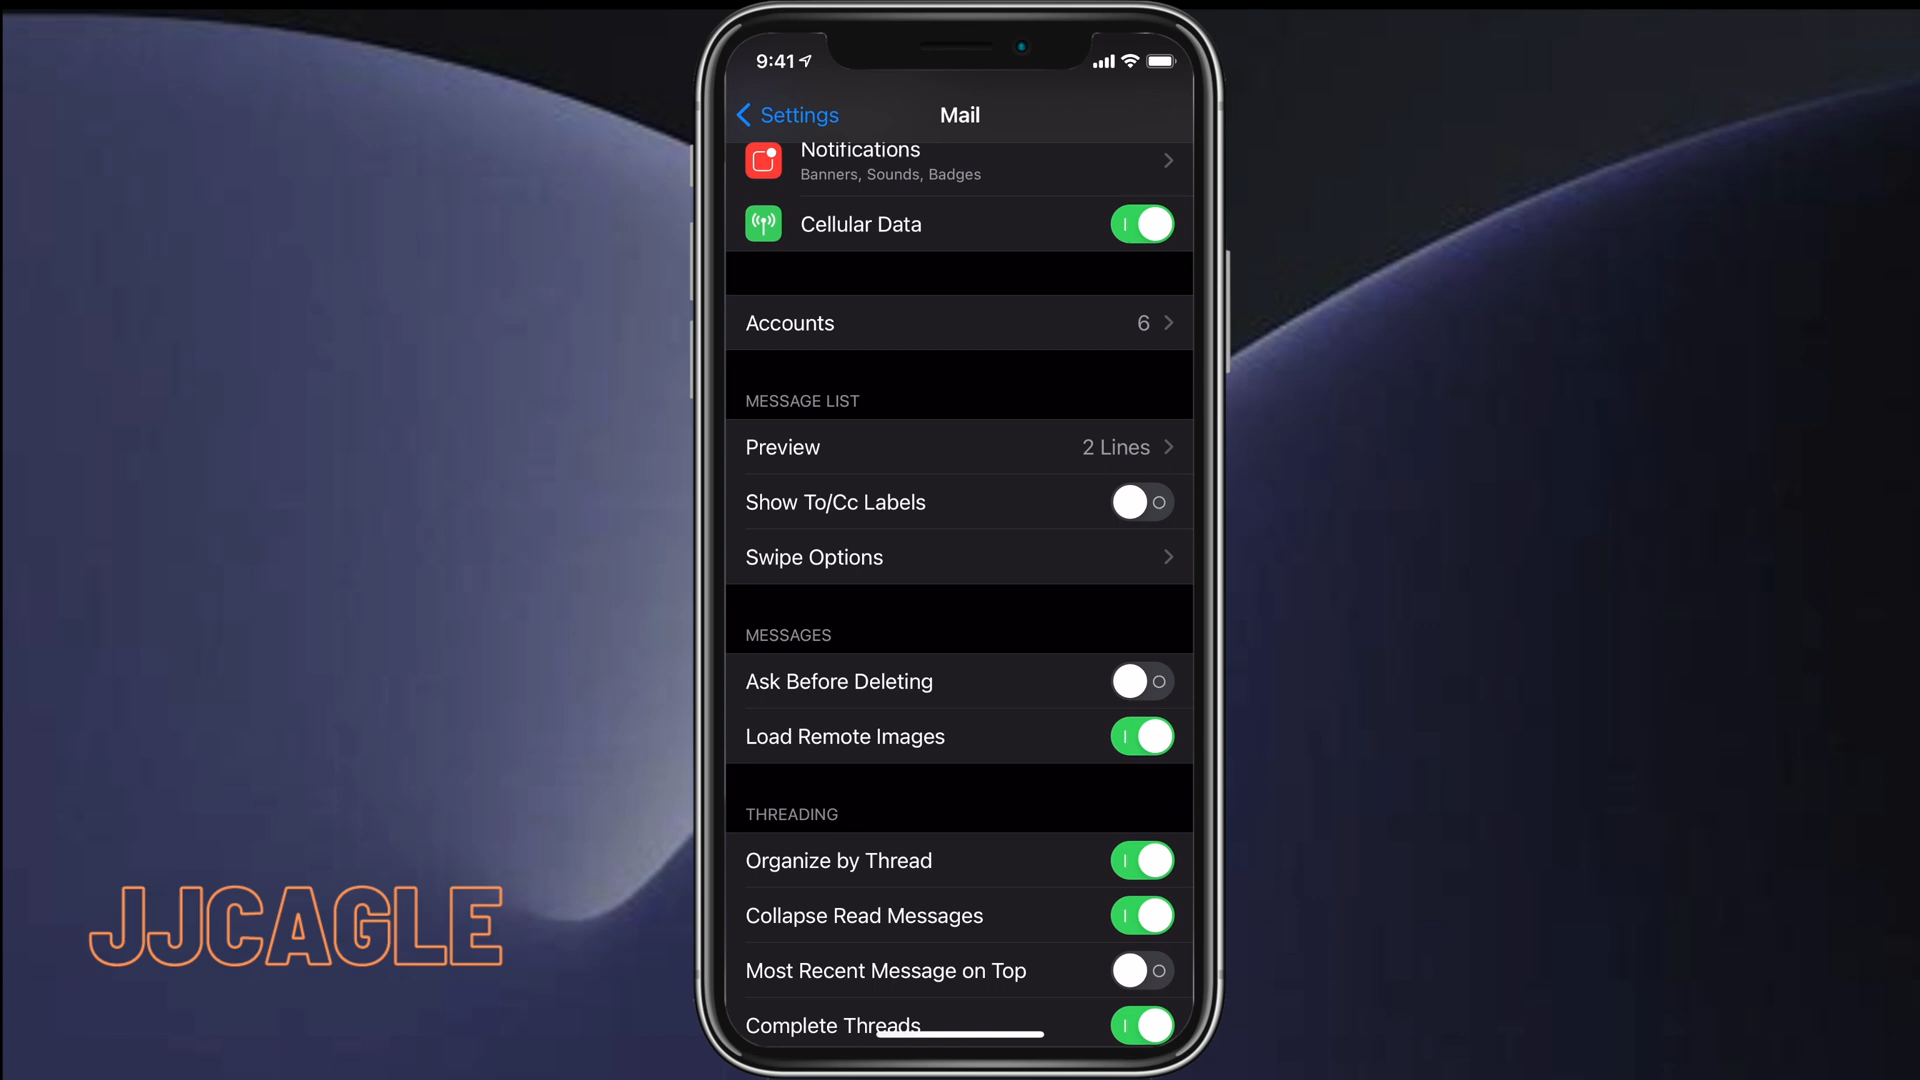 9:41
Settings
Mail
Notifications
Banners, Sounds, Badges
Cellular Data
Accounts 6
MESSAGE LIST
Preview 2 Lines
Show To/Cc Labels
Swipe Options
MESSAGES
Ask Before Deleting
Load Remote Images
THREADING
Organize by Thread
Collapse Read Messages
Most Recent Message on Top
Complete Threads
JJCAGLE